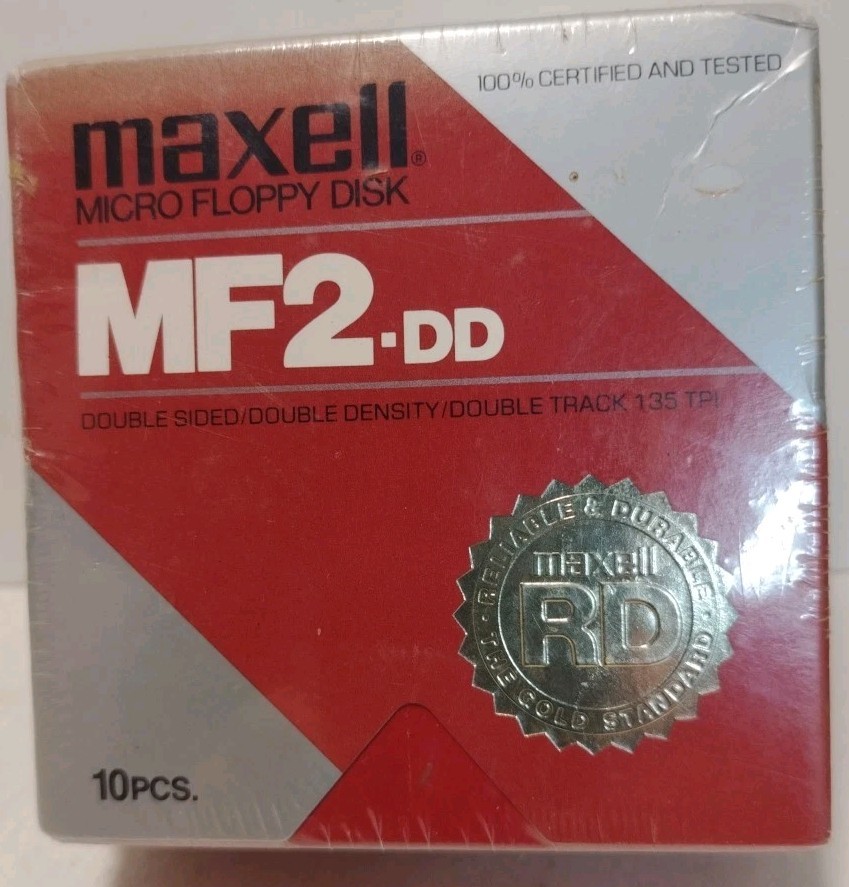 100% CERTIFIED AND TESTED
maxell®
MICRO FLOPPY DISK
MF2-DD
DOUBLE SIDED/DOUBLE DENSITY/DOUBLE TRACK 135 TPI
· RELIABLE & DURABLE ·
maxell
RD
THE GOLD STANDARD
10PCS.